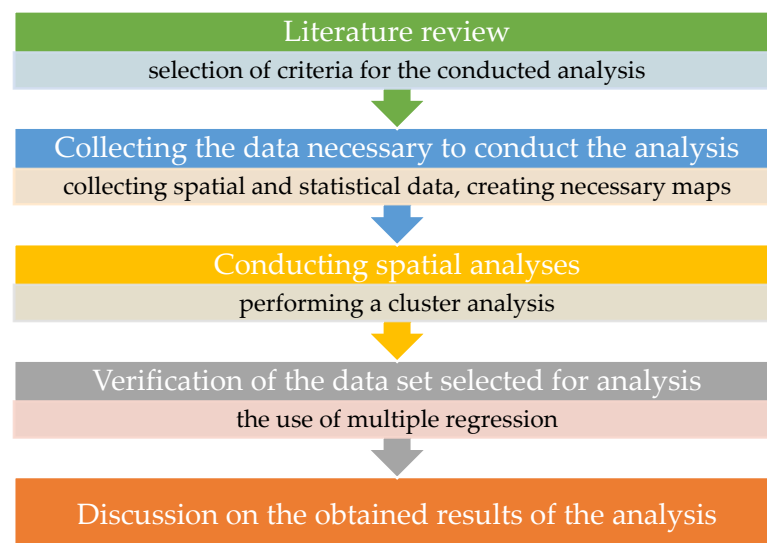 Literature review
selection of criteria for the conducted analysis
Collecting the data necessary to conduct the analysis
collecting spatial and statistical data, creating necessary maps
Conducting spatial analyses
performing a cluster analysis
Verification of the data set selected for analysis
the use of multiple regression
Discussion on the obtained results of the analysis